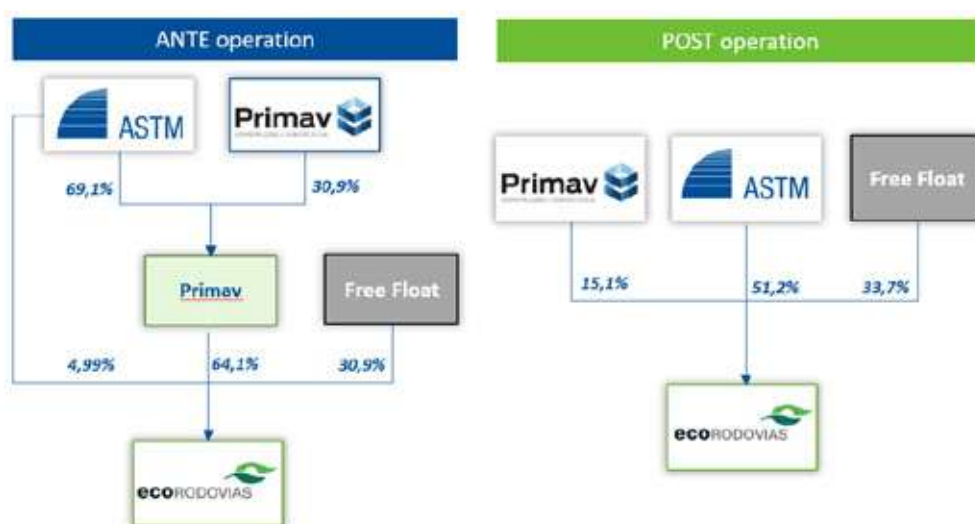 ANTE operation
ASTM
Primav
69,1%
30,9%
Primav
Free Float
4,99%
64,1%
30,9%
ecoRODOVIAS
POST operation
Primav
ASTM
Free Float
15,1%
51,2%
33,7%
ecoRODOVIAS